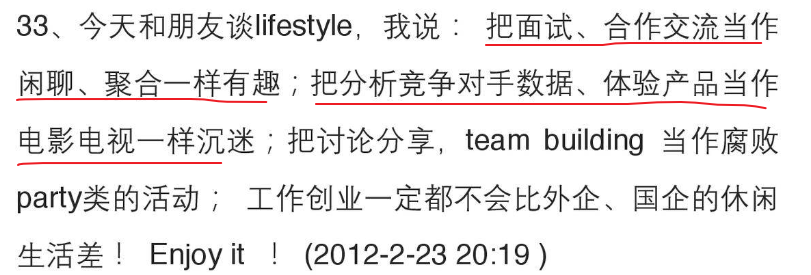 33、今天和朋友谈lifestyle，我说： 把面试、合作交流当作
闲聊、聚合一样有趣；把分析竞争对手数据、体验产品当作
电影电视一样沉迷；把讨论分享，team building 当作腐败
party类的活动； 工作创业一定都不会比外企、国企的休闲
生活差！ Enjoy it ！ (2012-2-23 20:19 )